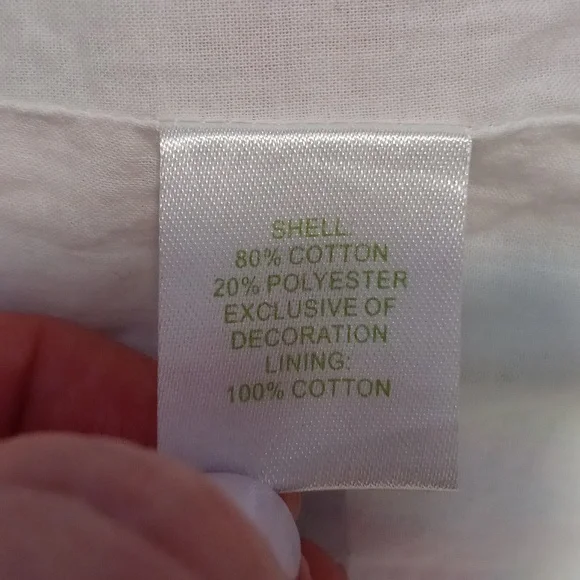 SHELL:
80% COTTON
20% POLYESTER
EXCLUSIVE OF
DECORATION
LINING:
100% COTTON